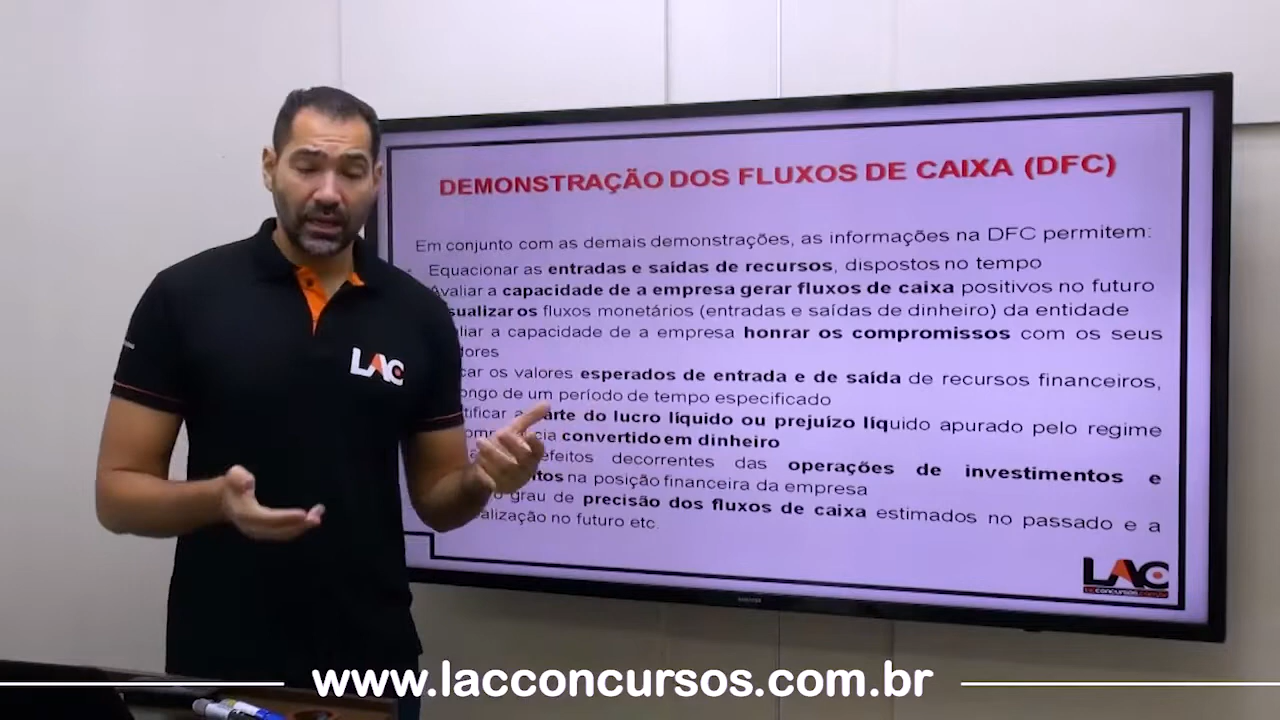 DEMONSTRAÇÃO DOS FLUXOS DE CAIXA (DFC)
Em conjunto com as demais demonstrações, as informações na DFC permitem:
Equacionar as entradas e saídas de recursos, dispostos no tempo
Avaliar a capacidade de a empresa gerar fluxos de caixa positivos no futuro
sualizar os fluxos monetários (entradas e saídas de dinheiro) da entidade
liar a capacidade de a empresa honrar os compromissos com os seus
dores
car os valores esperados de entrada e de saída de recursos financeiros,
ongo de um período de tempo especificado
tificar a parte do lucro líquido ou prejuízo líquido apurado pelo regime
convertido em dinheiro
efeitos decorrentes das operações de investimentos e
tos na posição financeira da empresa
o grau de precisão dos fluxos de caixa estimados no passado e a
alização no futuro etc.
LAC
LAC
lacconcursos.com.br
www.lacconcursos.com.br